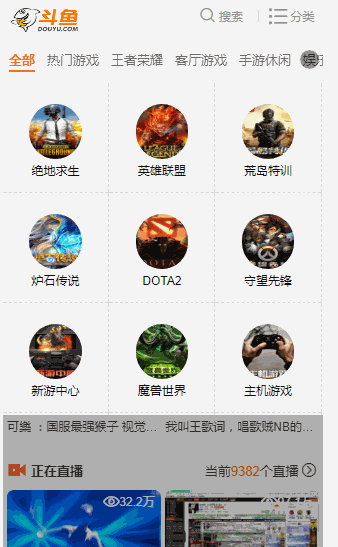 斗鱼
DOUYU.COM
搜索
分类
全部 热门游戏 王者荣耀 客厅游戏 手游休闲 娱乐
绝地求生 英雄联盟 荒岛特训
炉石传说 DOTA2 守望先锋
新游中心 魔兽世界 主机游戏
可樂 ：国服最强猴子 视觉... 我叫王歌词，唱歌贼NB的...
正在直播
当前9382个直播
32.2万